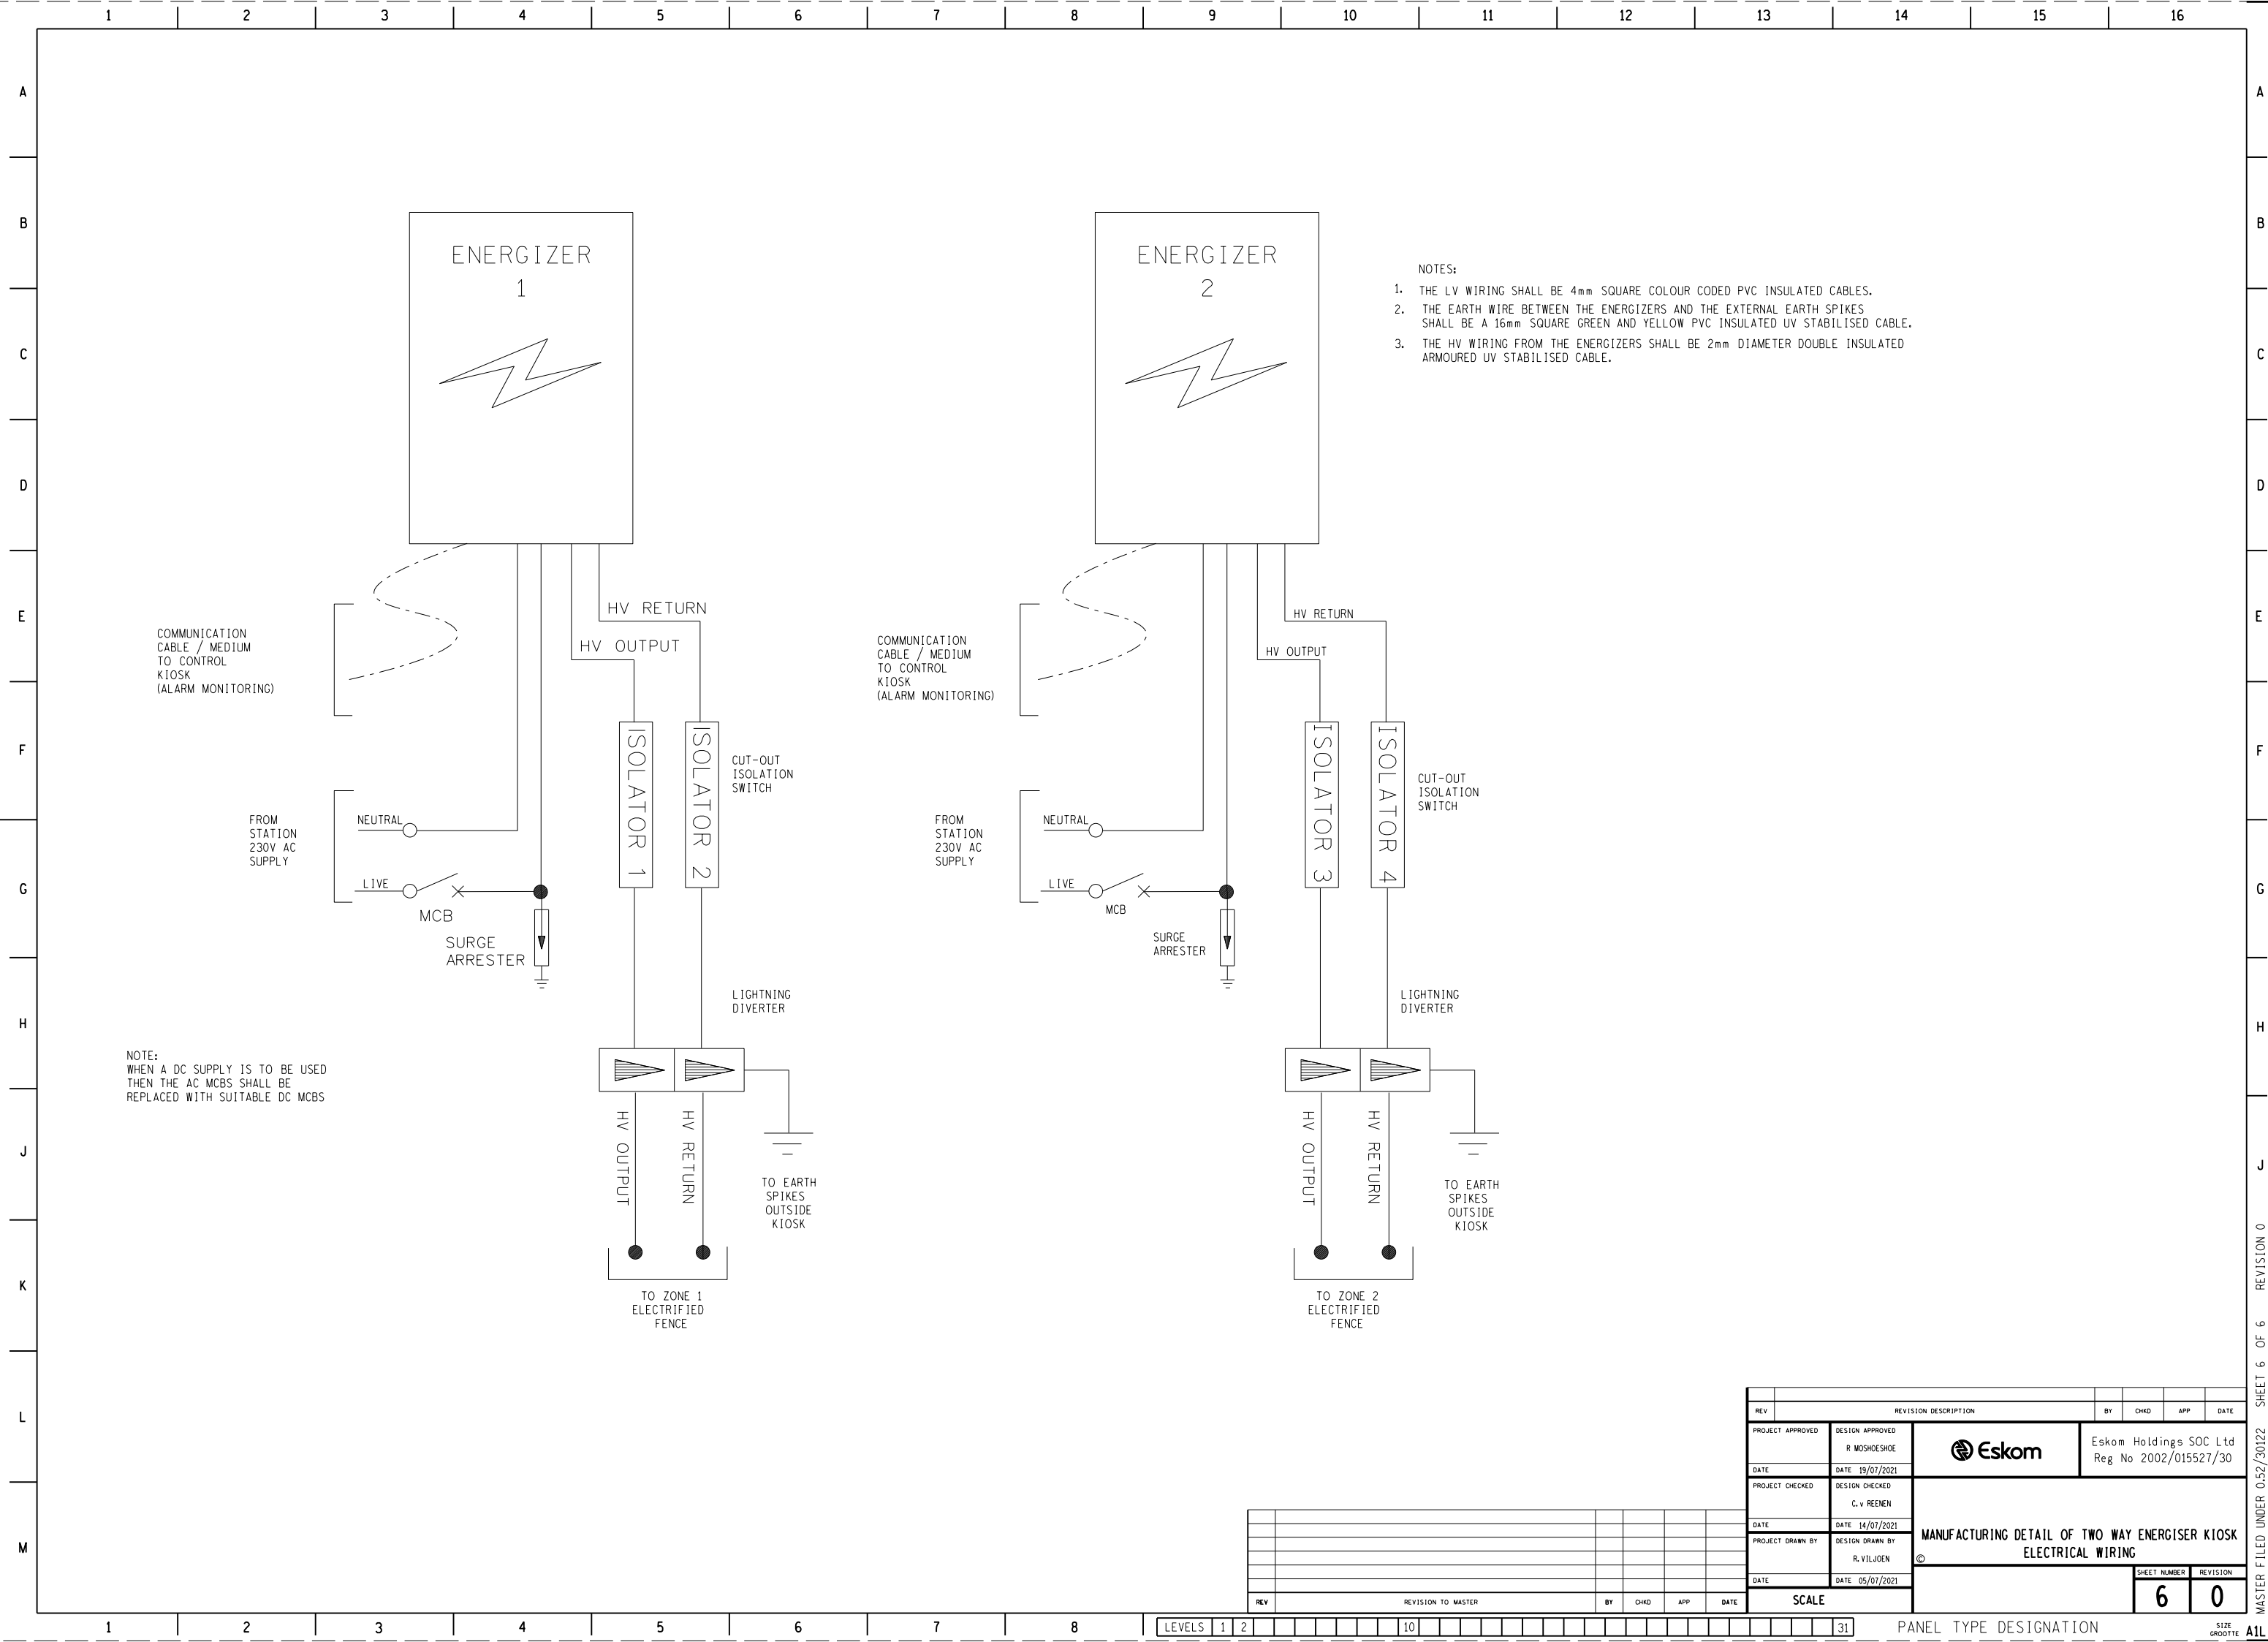 1 2 3 4 5 6 7 8 9 10 11 12 13 14 15 16
A A
B B
C C
D D
E E
F F
G G
H H
J J
K
L
M
ENERGIZER
1
ENERGIZER
2
NOTES:
1. THE LV WIRING SHALL BE 4mm SQUARE COLOUR CODED PVC INSULATED CABLES.
2. THE EARTH WIRE BETWEEN THE ENERGIZERS AND THE EXTERNAL EARTH SPIKES
SHALL BE A 16mm SQUARE GREEN AND YELLOW PVC INSULATED UV STABILISED CABLE.
3. THE HV WIRING FROM THE ENERGIZERS SHALL BE 2mm DIAMETER DOUBLE INSULATED
ARMOURED UV STABILISED CABLE.
HV RETURN
HV OUTPUT
COMMUNICATION
CABLE / MEDIUM
TO CONTROL
KIOSK
(ALARM MONITORING)
ISOLATOR 1
ISOLATOR 2
CUT-OUT
ISOLATION
SWITCH
FROM
STATION
230V AC
SUPPLY
NEUTRAL
LIVE
MCB
SURGE
ARRESTER
LIGHTNING
DIVERTER
NOTE:
WHEN A DC SUPPLY IS TO BE USED
THEN THE AC MCBS SHALL BE
REPLACED WITH SUITABLE DC MCBS
HV OUTPUT
HV RETURN
TO EARTH
SPIKES
OUTSIDE
KIOSK
TO ZONE 1
ELECTRIFIED
FENCE
HV RETURN
HV OUTPUT
COMMUNICATION
CABLE / MEDIUM
TO CONTROL
KIOSK
(ALARM MONITORING)
ISOLATOR 3
ISOLATOR 4
CUT-OUT
ISOLATION
SWITCH
FROM
STATION
230V AC
SUPPLY
NEUTRAL
LIVE
MCB
SURGE
ARRESTER
LIGHTNING
DIVERTER
HV OUTPUT
HV RETURN
TO EARTH
SPIKES
OUTSIDE
KIOSK
TO ZONE 2
ELECTRIFIED
FENCE
REV REVISION DESCRIPTION BY CHKD APP DATE
PROJECT APPROVED DESIGN APPROVED
R MOSHOESHOE
DATE DATE 19/07/2021
Eskom
Eskom Holdings SOC Ltd
Reg No 2002/015527/30
PROJECT CHECKED DESIGN CHECKED
C. v REENEN
DATE DATE 14/07/2021
PROJECT DRAWN BY DESIGN DRAWN BY
R. VILJOEN
DATE DATE 05/07/2021
SCALE
MANUFACTURING DETAIL OF TWO WAY ENERGISER KIOSK
ELECTRICAL WIRING
©
SHEET NUMBER REVISION
6 0
REV REVISION TO MASTER BY CHKD APP DATE
1 2 3 4 5 6 7 8
LEVELS 1 2 10 31
PANEL TYPE DESIGNATION
SIZE
GROOTTE A1L
MASTER FILED UNDER 0.52/30122 SHEET 6 OF 6 REVISION 0